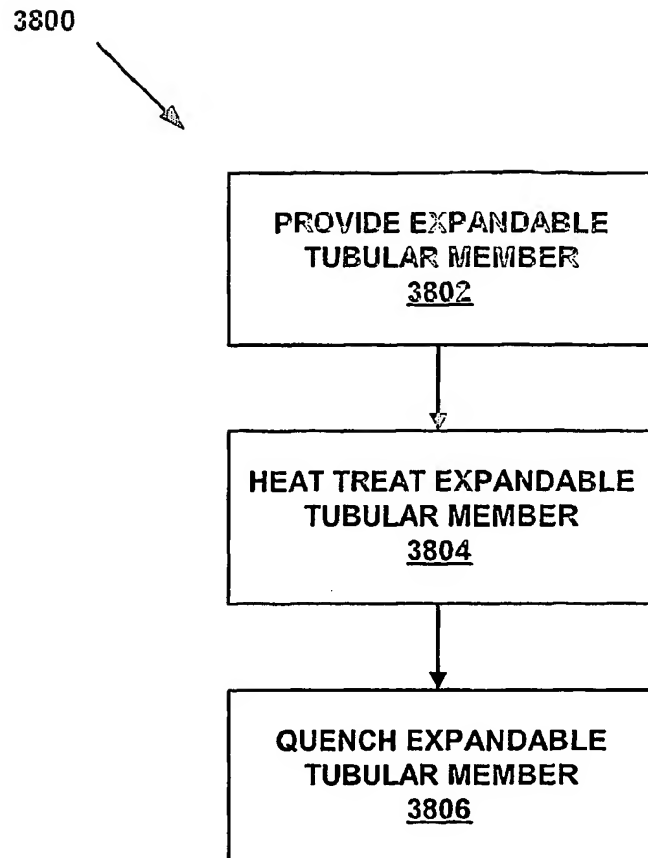 3800
PROVIDE EXPANDABLE
TUBULAR MEMBER
3802
HEAT TREAT EXPANDABLE
TUBULAR MEMBER
3804
QUENCH EXPANDABLE
TUBULAR MEMBER
3806